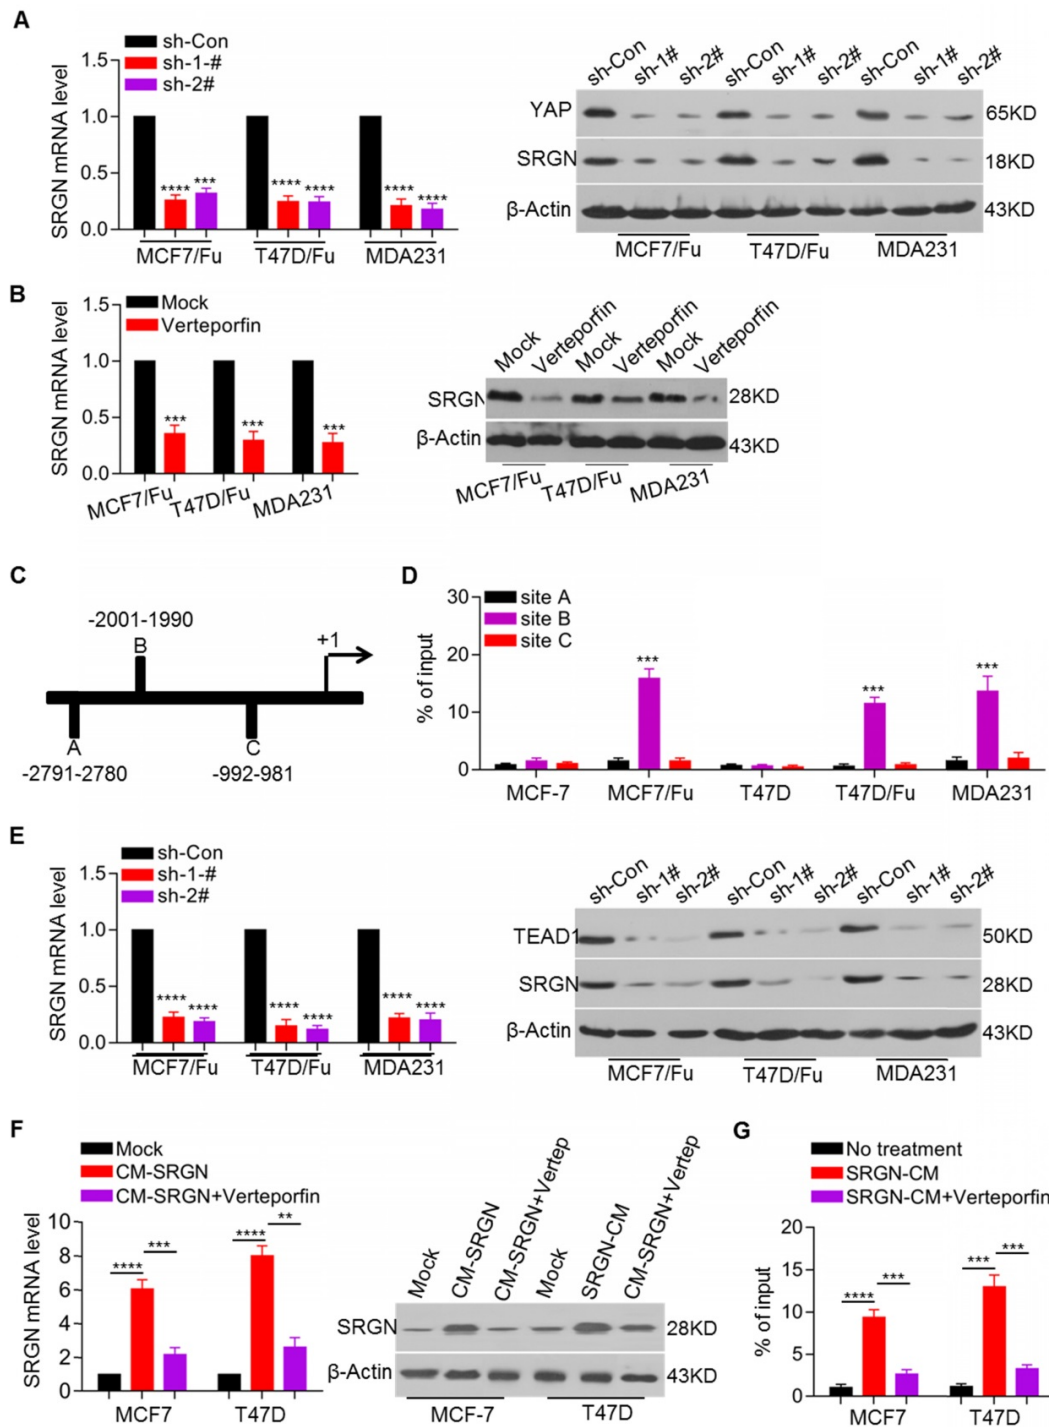 A
sh-Con
sh-1-#
sh-2#
SRGN mRNA level
1.5
1.0
0.5
0.0
**** ***
**** ****
**** ****
MCF7/Fu T47D/Fu MDA231
sh-Con sh-1# sh-2# sh-Con sh-1# sh-2# sh-Con sh-1# sh-2#
YAP 65KD
SRGN 18KD
β-Actin 43KD
MCF7/Fu T47D/Fu MDA231
B
Mock
Verteporfin
SRGN mRNA level
1.5
1.0
0.5
0.0
*** *** ***
MCF7/Fu T47D/Fu MDA231
Mock Verteporfin Mock Verteporfin Mock Verteporfin
SRGN 28KD
β-Actin 43KD
MCF7/Fu T47D/Fu MDA231
C
-2001-1990
B
+1
A
C
-2791-2780
-992-981
D
site A
site B
site C
% of input
30
20
10
0
*** *** ***
MCF-7 MCF7/Fu T47D T47D/Fu MDA231
E
sh-Con
sh-1-#
sh-2#
SRGN mRNA level
1.5
1.0
0.5
0.0
**** ****
**** ****
**** ****
MCF7/Fu T47D/Fu MDA231
sh-Con sh-1# sh-2# sh-Con sh-1# sh-2# sh-Con sh-1# sh-2#
TEAD1 50KD
SRGN 28KD
β-Actin 43KD
MCF7/Fu T47D/Fu MDA231
F
Mock
CM-SRGN
CM-SRGN+Verteporfin
SRGN mRNA level
10
8
6
4
2
0
**** ***
**** **
MCF7 T47D
Mock CM-SRGN CM-SRGN+Vertep Mock SRGN-CM CM-SRGN+Vertep
SRGN 28KD
β-Actin 43KD
MCF-7 T47D
G
No treatment
SRGN-CM
SRGN-CM+Verteporfin
% of input
20
15
10
5
0
**** ***
*** ***
MCF7 T47D